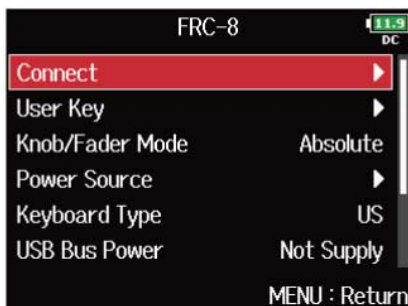 FRC-8
11.9
DC
Connect
User Key
Knob/Fader Mode Absolute
Power Source
Keyboard Type US
USB Bus Power Not Supply
MENU : Return